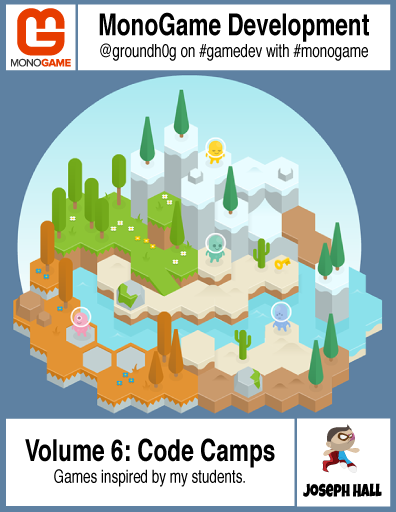 MonoGame Development
@groundh0g on #gamedev with #monogame
MONOGAME
Volume 6: Code Camps
Games inspired by my students.
JOSEPH HALL